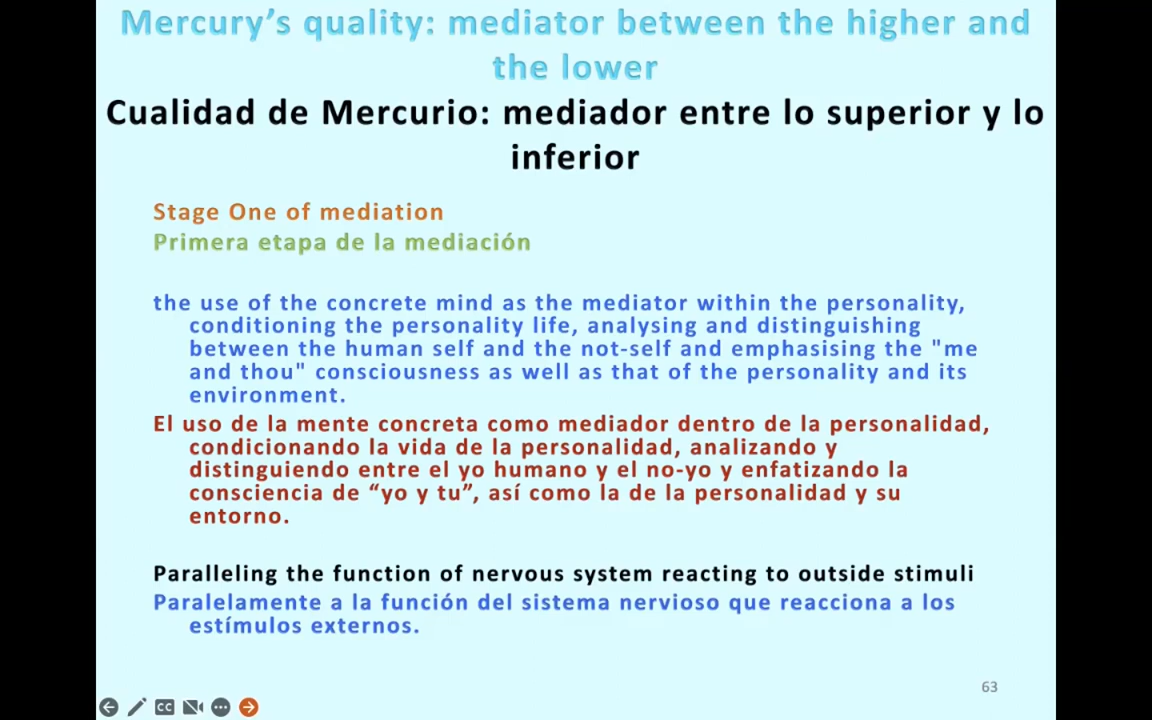 Mercury’s quality: mediator between the higher and
the lower
Cualidad de Mercurio: mediador entre lo superior y lo
inferior
Stage One of mediation
Primera etapa de la mediación
the use of the concrete mind as the mediator within the personality,
conditioning the personality life, analysing and distinguishing
between the human self and the not-self and emphasising the "me
and thou" consciousness as well as that of the personality and its
environment.
El uso de la mente concreta como mediador dentro de la personalidad,
condicionando la vida de la personalidad, analizando y
distinguiendo entre el yo humano y el no-yo y enfatizando la
consciencia de “yo y tu”, así como la de la personalidad y su
entorno.
Paralleling the function of nervous system reacting to outside stimuli
Paralelamente a la función del sistema nervioso que reacciona a los
estímulos externos.
63
CC